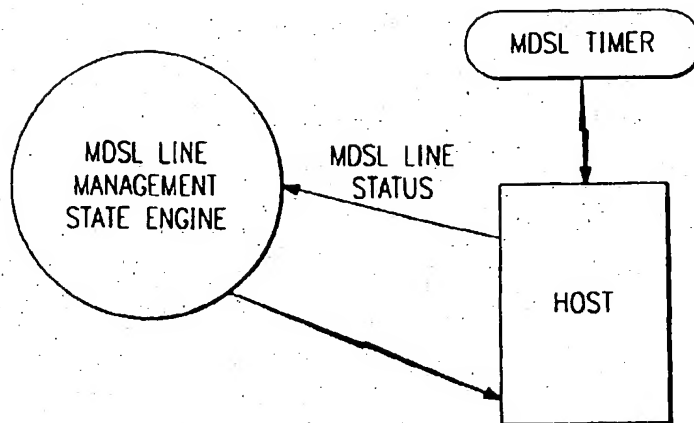 MDSL TIMER
MDSL LINE
MANAGEMENT
STATE ENGINE
MDSL LINE
STATUS
HOST